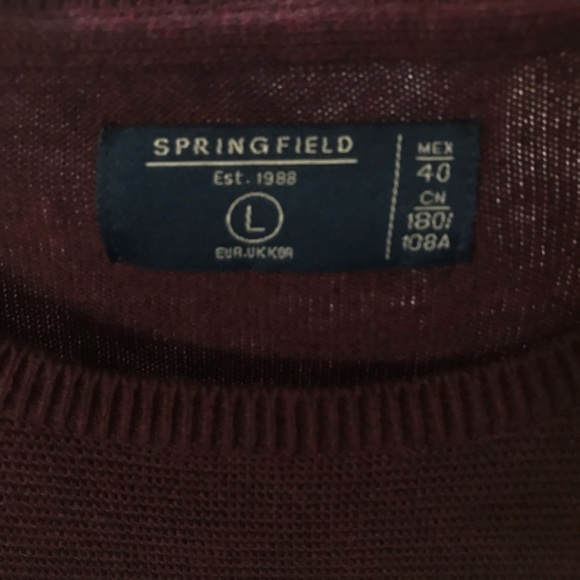 SPRINGFIELD
Est. 1988
L
EUR.UK.KOR
MEX
40
CN
180/
108A